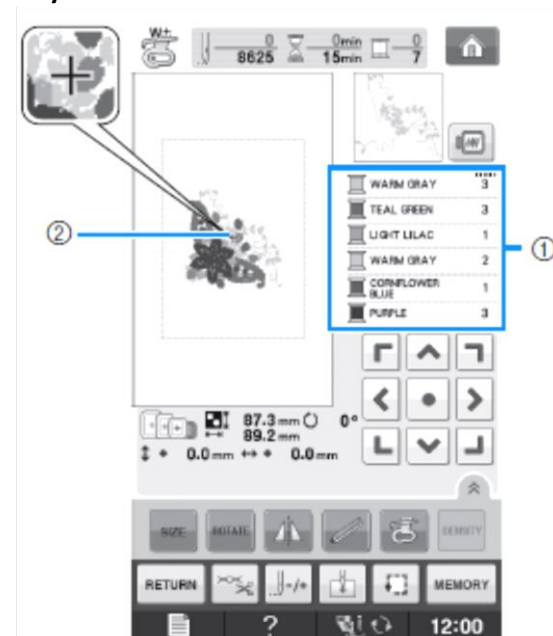 W+
0
8625
0min
15min
0
7
WARM GRAY 3
TEAL GREEN 3
LIGHT LILAC 1
WARM GRAY 2
CORNFLOWER
BLUE 1
PURPLE 3
①
②
87.3 mm 0°
89.2 mm
0.0 mm 0.0 mm
SIZE ROTATE DENSITY
RETURN -/+ MEMORY
? i 12:00